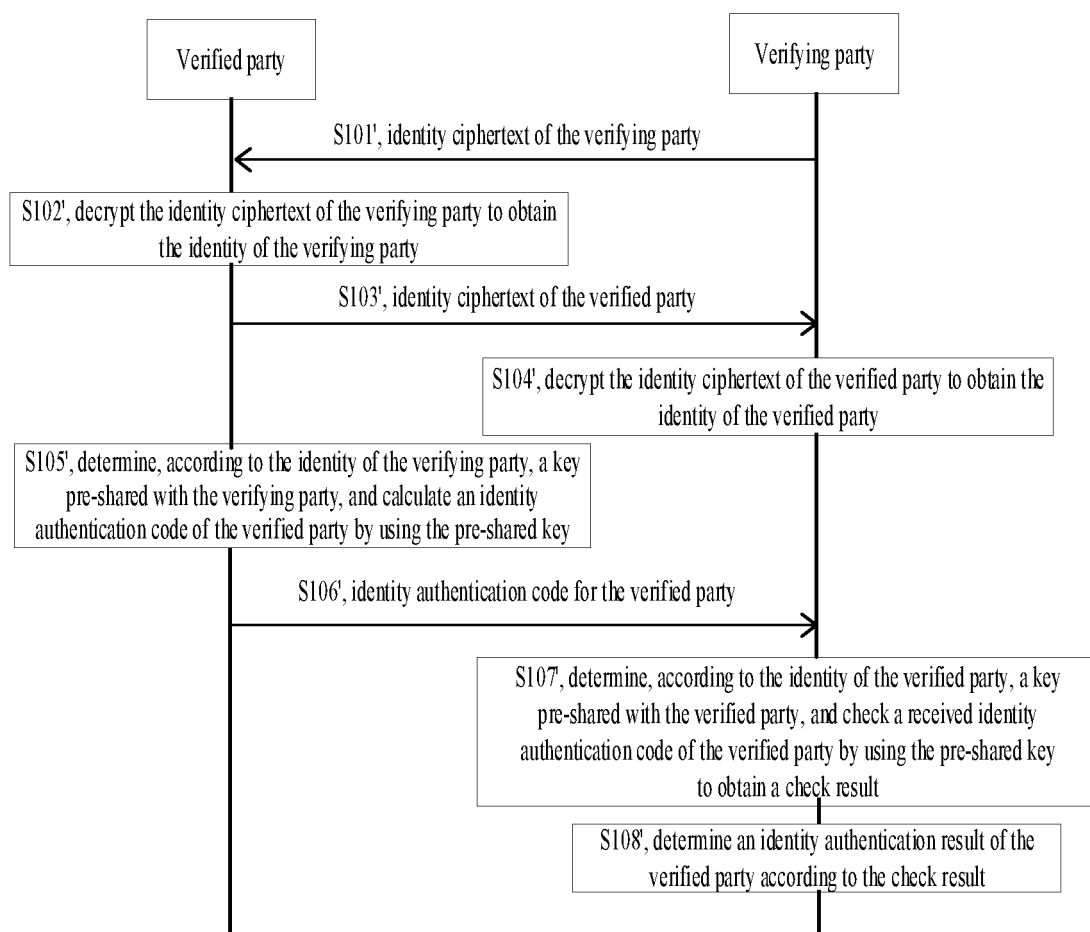 Verified party
Verifying party
S101', identity ciphertext of the verifying party
S102', decrypt the identity ciphertext of the verifying party to obtain
the identity of the verifying party
S103', identity ciphertext of the verified party
S104', decrypt the identity ciphertext of the verified party to obtain the
identity of the verified party
S105', determine, according to the identity of the verifying party, a key
pre-shared with the verifying party, and calculate an identity
authentication code of the verified party by using the pre-shared key
S106', identity authentication code for the verified party
S107', determine, according to the identity of the verified party, a key
pre-shared with the verified party, and check a received identity
authentication code of the verified party by using the pre-shared key
to obtain a check result
S108', determine an identity authentication result of the
verified party according to the check result